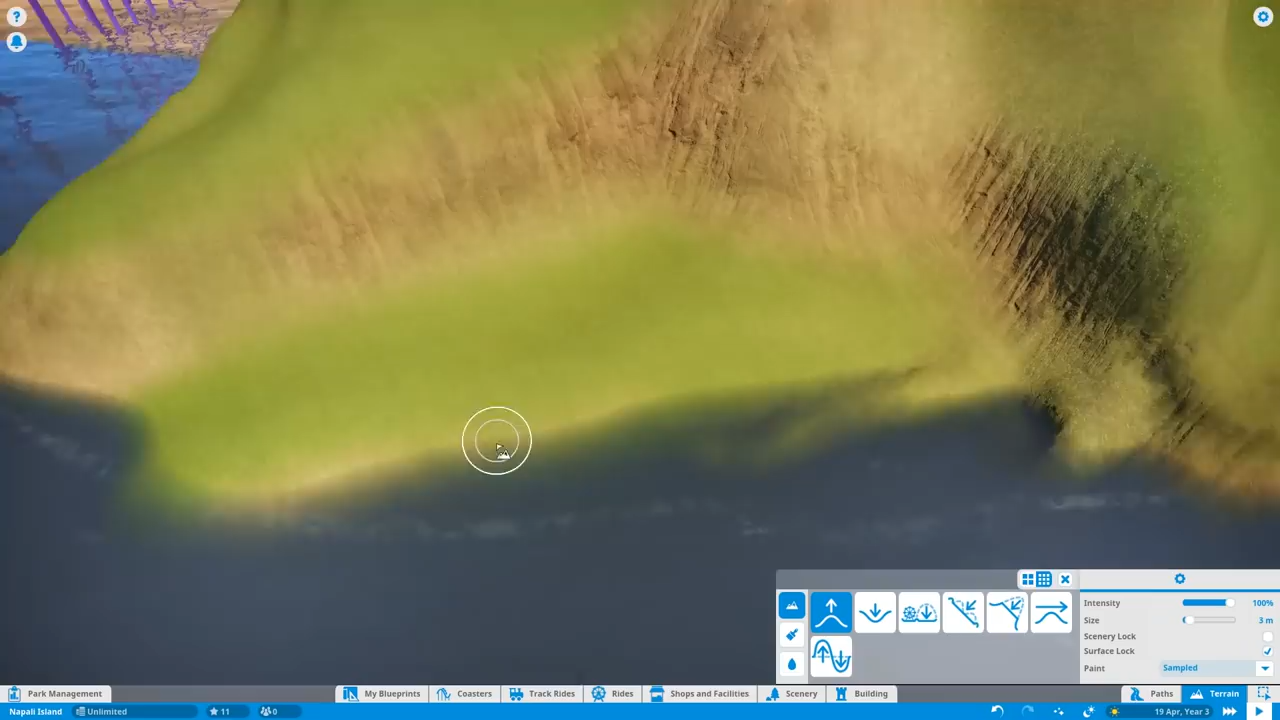 ?
Intensity 100%
Size 3 m
Scenery Lock
Surface Lock
Paint Sampled
Park Management My Blueprints Coasters Track Rides Rides Shops and Facilities Scenery Building Paths Terrain
Napali Island Unlimited 11 0 19 Apr, Year 3